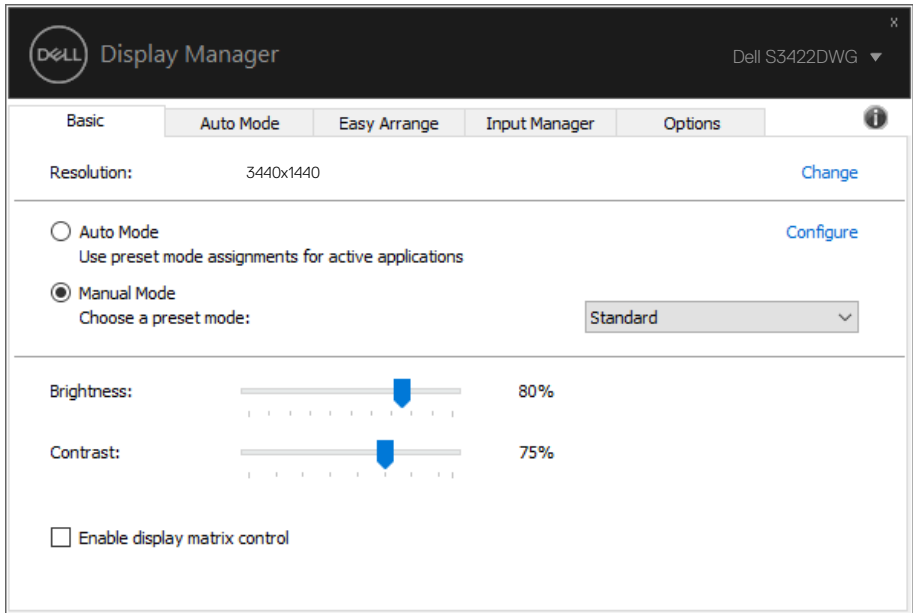 x
DELL Display Manager
Dell S3422DWG
Basic Auto Mode Easy Arrange Input Manager Options
Resolution: 3440x1440 Change
Auto Mode Configure
Use preset mode assignments for active applications
Manual Mode
Choose a preset mode: Standard
Brightness: 80%
Contrast: 75%
Enable display matrix control